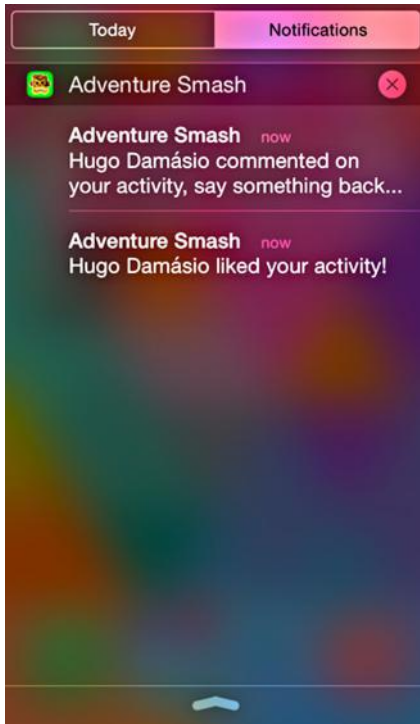 Today Notifications
Adventure Smash
Adventure Smash now
Hugo Damásio commented on
your activity, say something back...
Adventure Smash now
Hugo Damásio liked your activity!